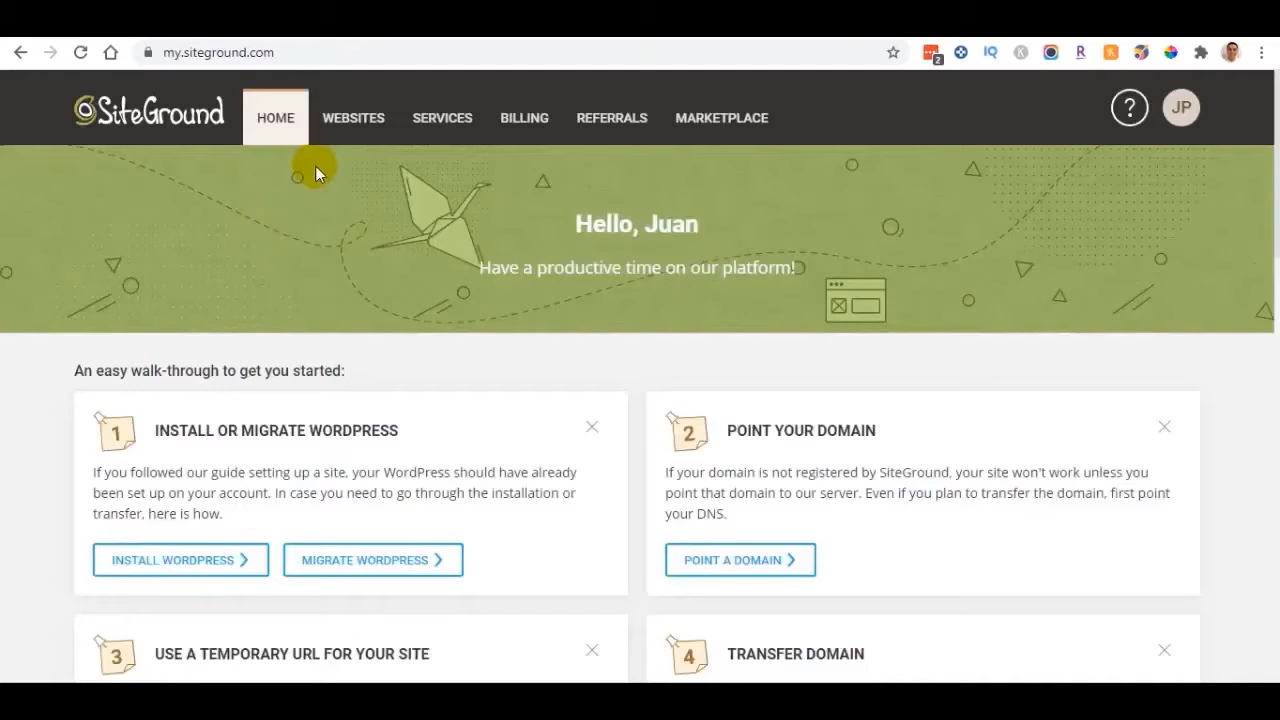 my.siteground.com
2
SiteGround
HOME
WEBSITES
SERVICES
BILLING
REFERRALS
MARKETPLACE
?
JP
Hello, Juan
Have a productive time on our platform!
An easy walk-through to get you started:
1
INSTALL OR MIGRATE WORDPRESS
If you followed our guide setting up a site, your WordPress should have already
been set up on your account. In case you need to go through the installation or
transfer, here is how.
INSTALL WORDPRESS
MIGRATE WORDPRESS
2
POINT YOUR DOMAIN
If your domain is not registered by SiteGround, your site won't work unless you
point that domain to our server. Even if you plan to transfer the domain, first point
your DNS.
POINT A DOMAIN
3
USE A TEMPORARY URL FOR YOUR SITE
4
TRANSFER DOMAIN